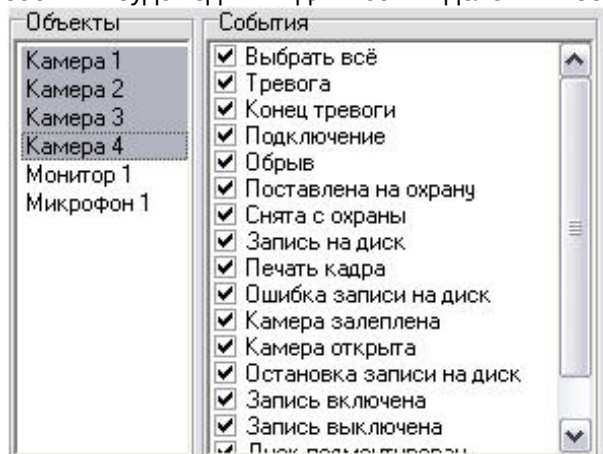 Объекты
Камера 1
Камера 2
Камера 3
Камера 4
Монитор 1
Микрофон 1
События
Выбрать всё
Тревога
Конец тревоги
Подключение
Обрыв
Поставлена на охрану
Снята с охраны
Запись на диск
Печать кадра
Ошибка записи на диск
Камера залеплена
Камера открыта
Остановка записи на диск
Запись включена
Запись выключена